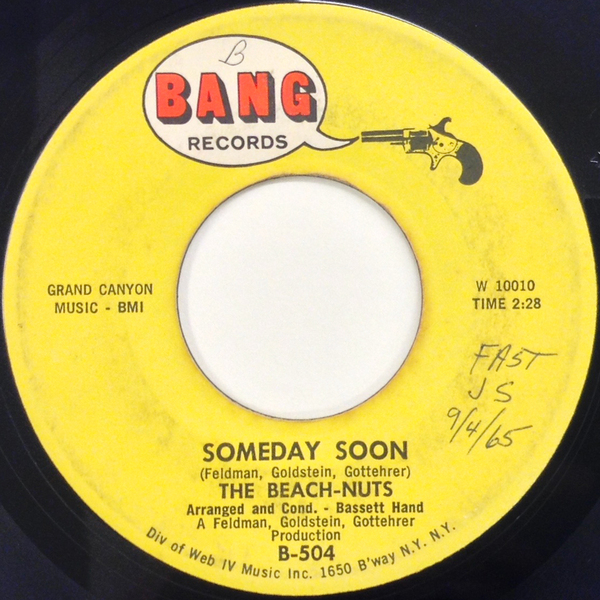 B
BANG
RECORDS
GRAND CANYON
MUSIC - BMI
W 10010
TIME 2:28
FAST
JS
9/4/65
SOMEDAY SOON
(Feldman, Goldstein, Gottehrer)
THE BEACH-NUTS
Arranged and Cond. - Bassett Hand
A Feldman, Goldstein, Gottehrer
Production
B-504
Div of Web IV Music Inc. 1650 B'way N.Y. N.Y.